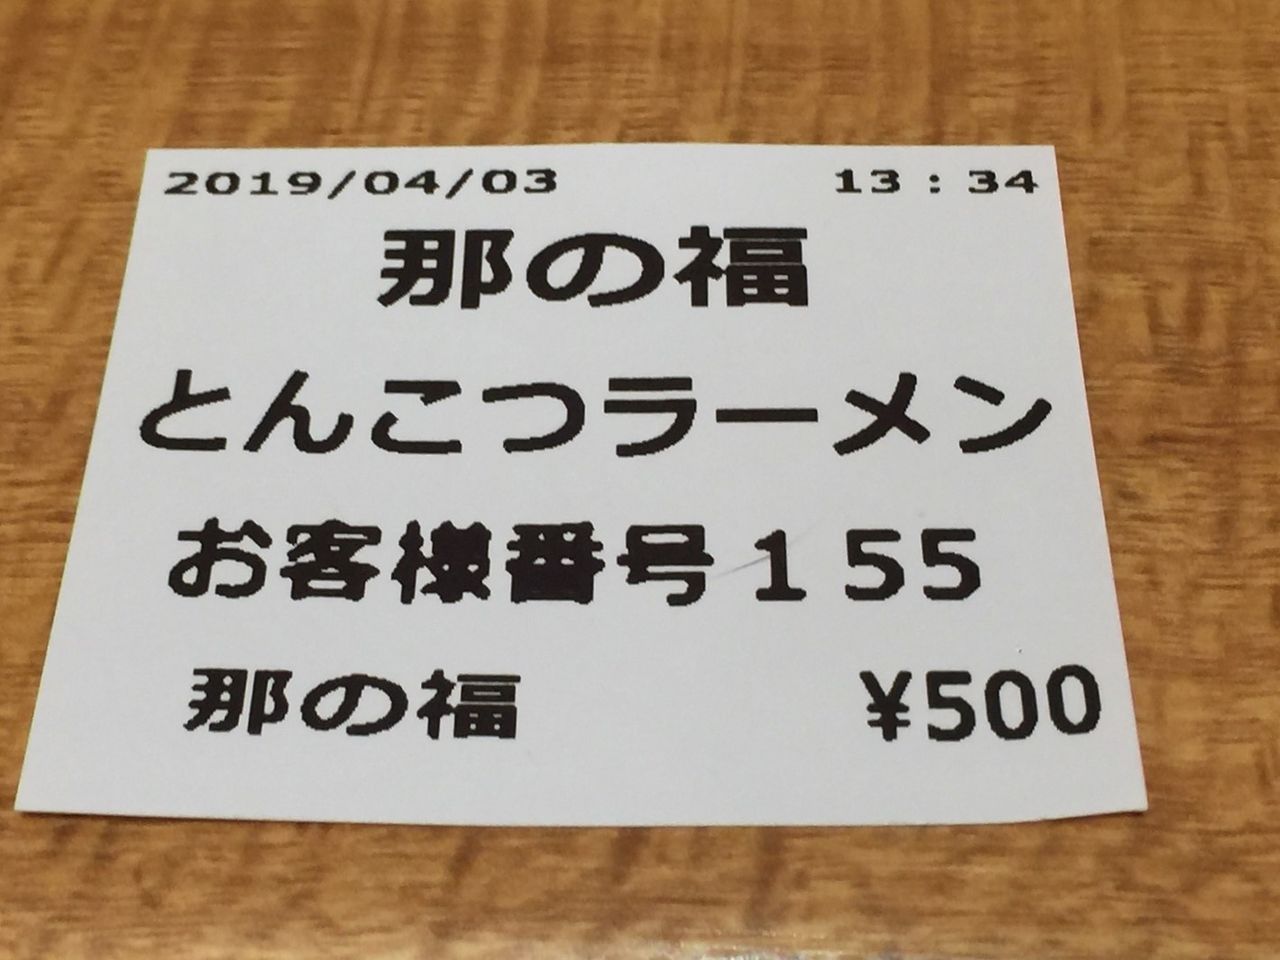 2019/04/03 13:34
那の福
とんこつラーメン
お客様番号155
那の福 ¥500